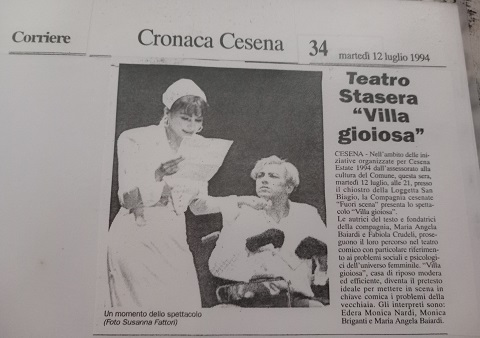 Corriere
Cronaca Cesena
34
martedì 12 luglio 1994
Teatro
Stasera
"Villa
gioiosa"
CESENA - Nell'ambito delle ini-
ziative organizzate per Cesena
Estate 1994 dall'assessorato alla
cultura del Comune, questa sera,
martedì 12 luglio, alle 21, presso
il chiostro della Loggetta San
Biagio, la Compagnia cesenate
"Fuori scena" presenta lo spetta-
colo "Villa gioiosa".
Le autrici del testo e fondatrici
della compagnia, Maria Angela
Baiardi e Fabiola Crudeli, prose-
guono il loro percorso nel teatro
comico con particolare riferimen-
to ai problemi sociali e psicologi-
ci dell'universo femminile. "Villa
gioiosa", casa di riposo moderna
ed efficiente, diventa il pretesto
ideale per mettere in scena in
chiave comica i problemi della
vecchiaia. Gli interpreti sono:
Edera Monica Nardi, Monica
Briganti e Maria Angela Baiardi.
Un momento dello spettacolo
(Foto Susanna Fattori)